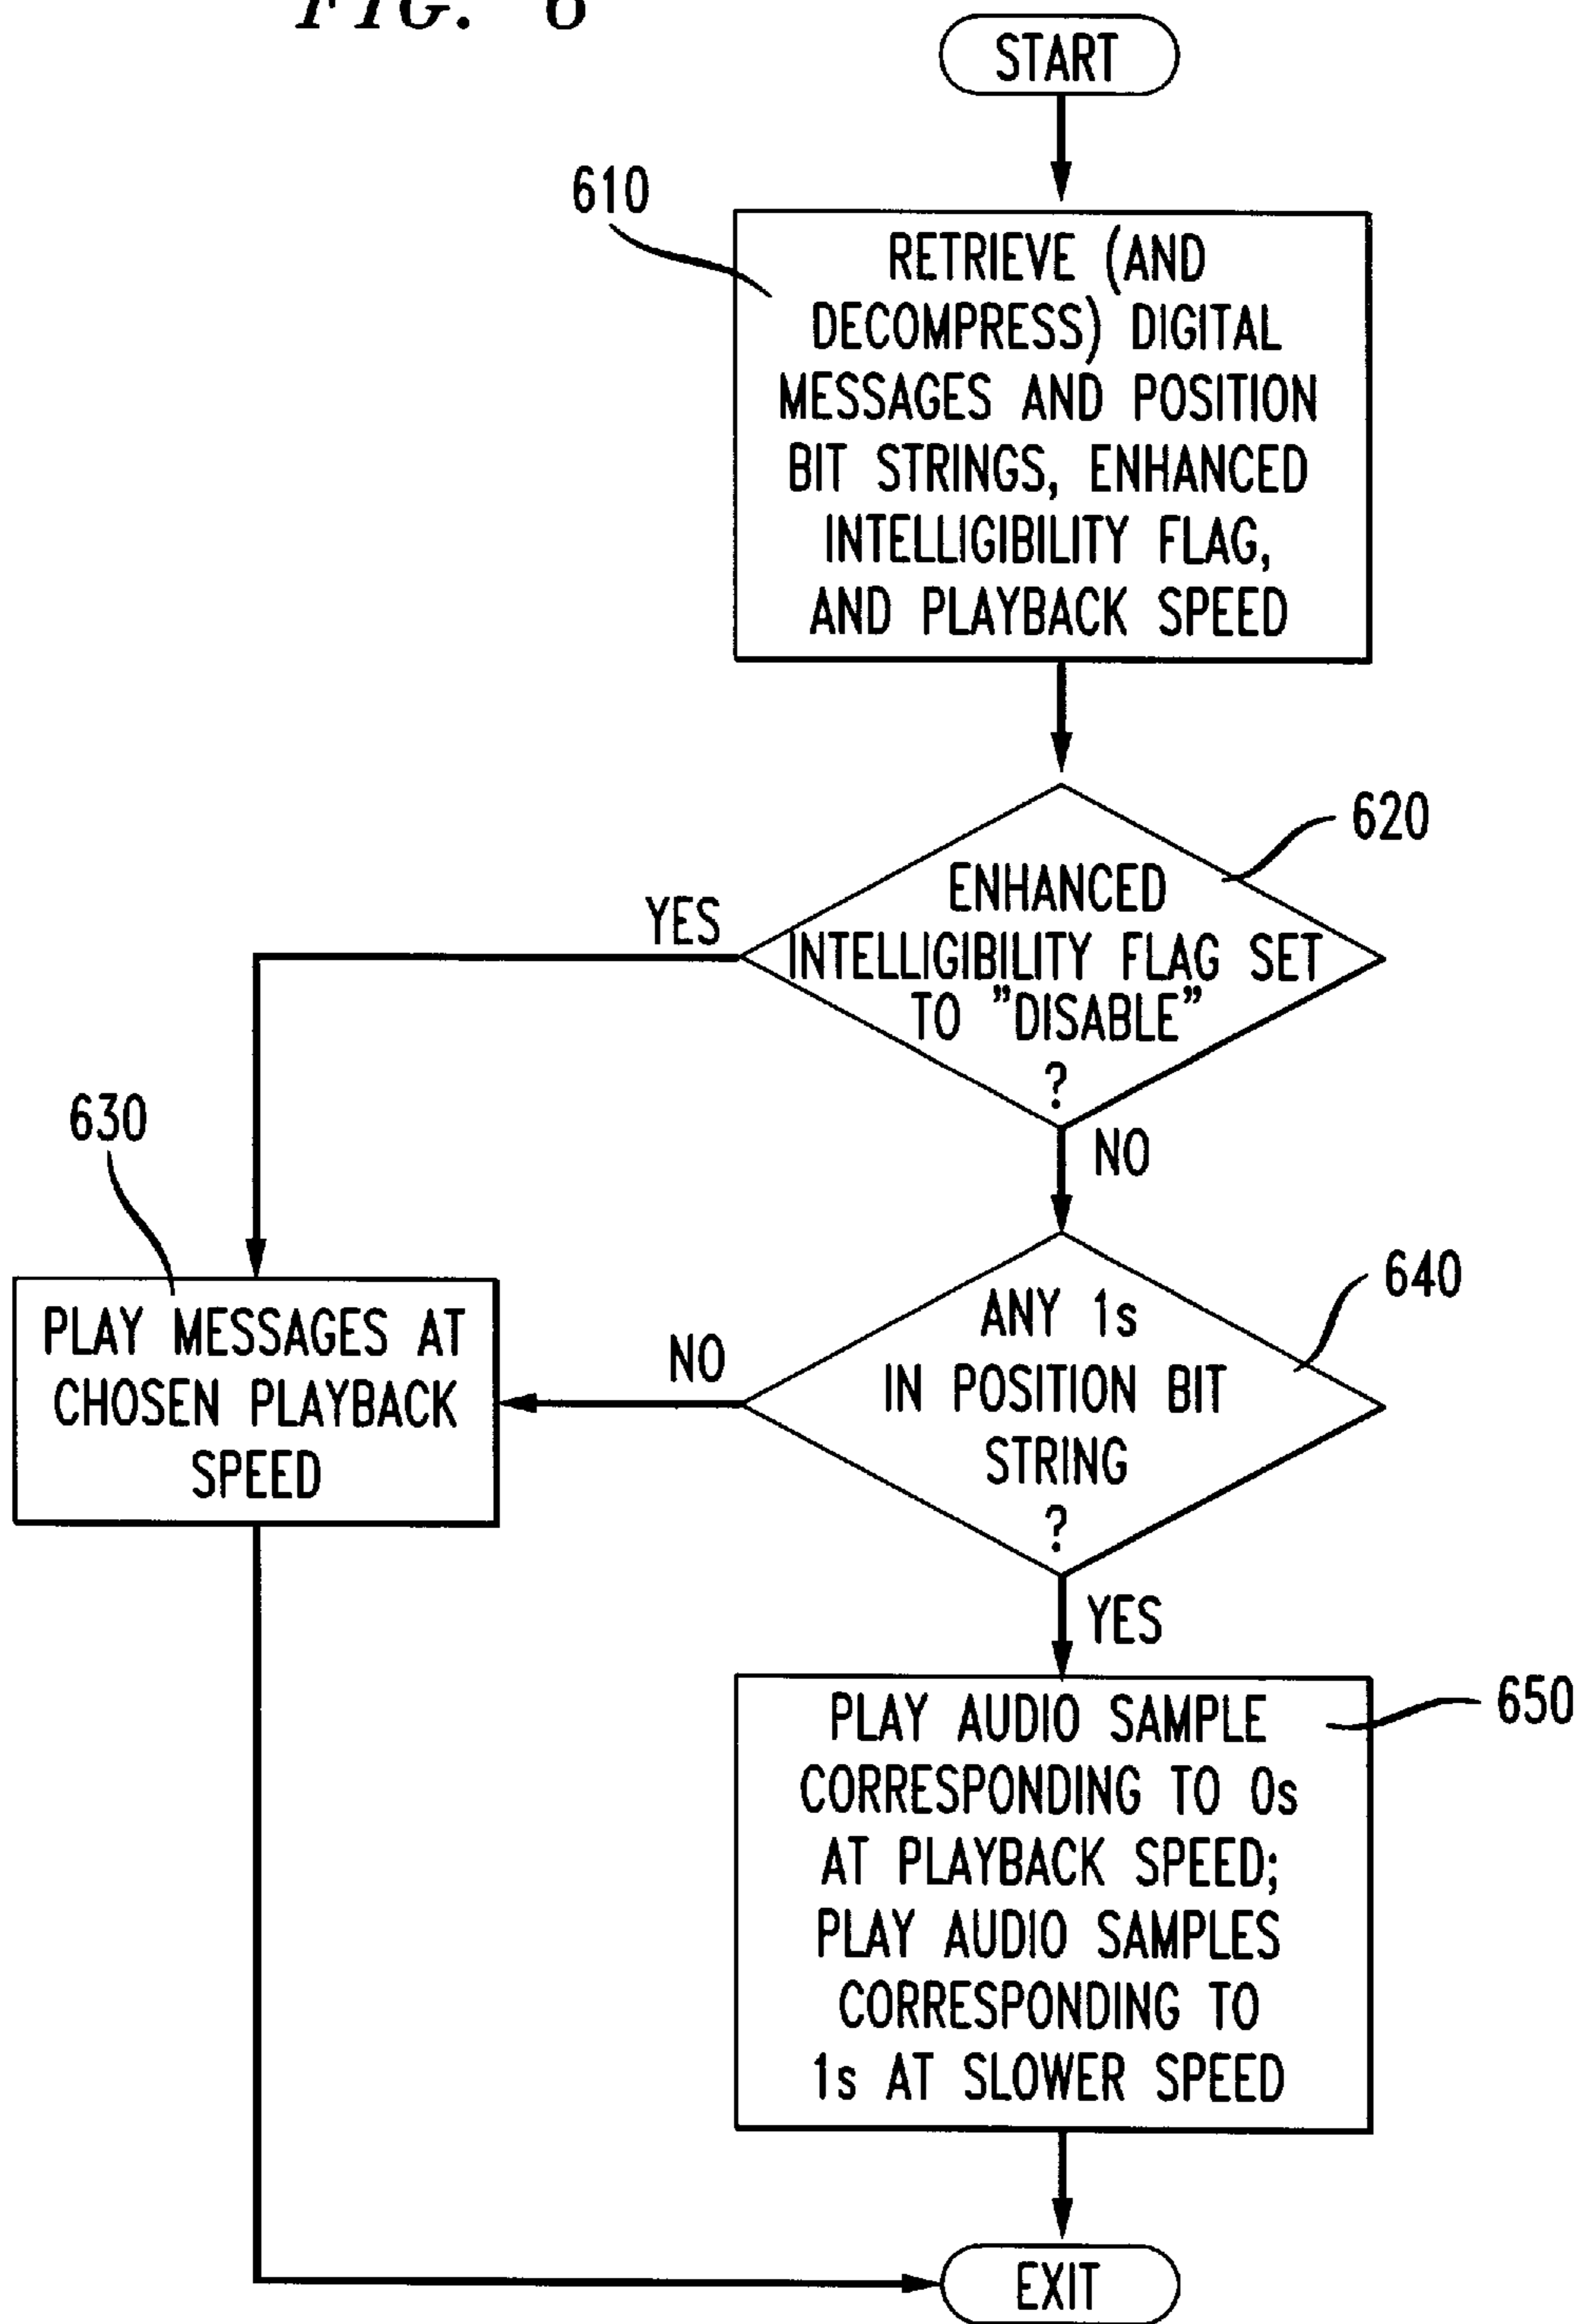 FIG. 6
START
610
RETRIEVE (AND
DECOMPRESS) DIGITAL
MESSAGES AND POSITION
BIT STRINGS, ENHANCED
INTELLIGIBILITY FLAG,
AND PLAYBACK SPEED
620
ENHANCED
INTELLIGIBILITY FLAG SET
TO "DISABLE"
?
YES
NO
630
PLAY MESSAGES AT
CHOSEN PLAYBACK
SPEED
640
ANY 1s
IN POSITION BIT
STRING
?
NO
YES
650
PLAY AUDIO SAMPLE
CORRESPONDING TO 0s
AT PLAYBACK SPEED;
PLAY AUDIO SAMPLES
CORRESPONDING TO
1s AT SLOWER SPEED
EXIT